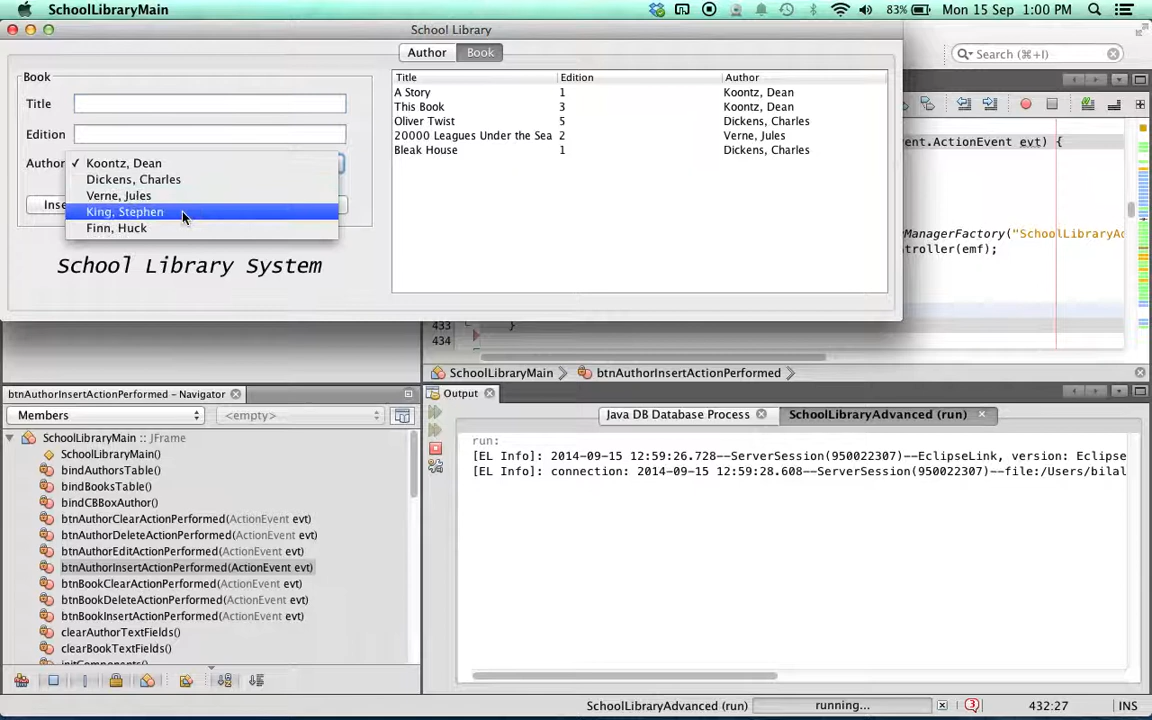 SchoolLibraryMain
83%
Mon 15 Sep 1:00 PM
School Library
Author
Book
Search (⌘+I)
Book
Title
Edition
Author
✓ Koontz, Dean
Dickens, Charles
Verne, Jules
King, Stephen
Finn, Huck
Inse
School Library System
Title Edition Author
A Story 1 Koontz, Dean
This Book 3 Koontz, Dean
Oliver Twist 5 Dickens, Charles
20000 Leagues Under the Sea 2 Verne, Jules
Bleak House 1 Dickens, Charles
ent.ActionEvent evt) {
yManagerFactory("SchoolLibraryAd
troller(emf);
433 }
434
SchoolLibraryMain
btnAuthorInsertActionPerformed
btnAuthorInsertActionPerformed – Navigator
Members
<empty>
SchoolLibraryMain :: JFrame
SchoolLibraryMain()
bindAuthorsTable()
bindBooksTable()
bindCBBoxAuthor()
btnAuthorClearActionPerformed(ActionEvent evt)
btnAuthorDeleteActionPerformed(ActionEvent evt)
btnAuthorEditActionPerformed(ActionEvent evt)
btnAuthorInsertActionPerformed(ActionEvent evt)
btnBookClearActionPerformed(ActionEvent evt)
btnBookDeleteActionPerformed(ActionEvent evt)
btnBookInsertActionPerformed(ActionEvent evt)
clearAuthorTextFields()
clearBookTextFields()
initComponents()
Output
Java DB Database Process
SchoolLibraryAdvanced (run)
run:
[EL Info]: 2014-09-15 12:59:26.728--ServerSession(950022307)--EclipseLink, version: Eclipse
[EL Info]: connection: 2014-09-15 12:59:28.608--ServerSession(950022307)--file:/Users/bilal
SchoolLibraryAdvanced (run)
running...
3
432:27
INS